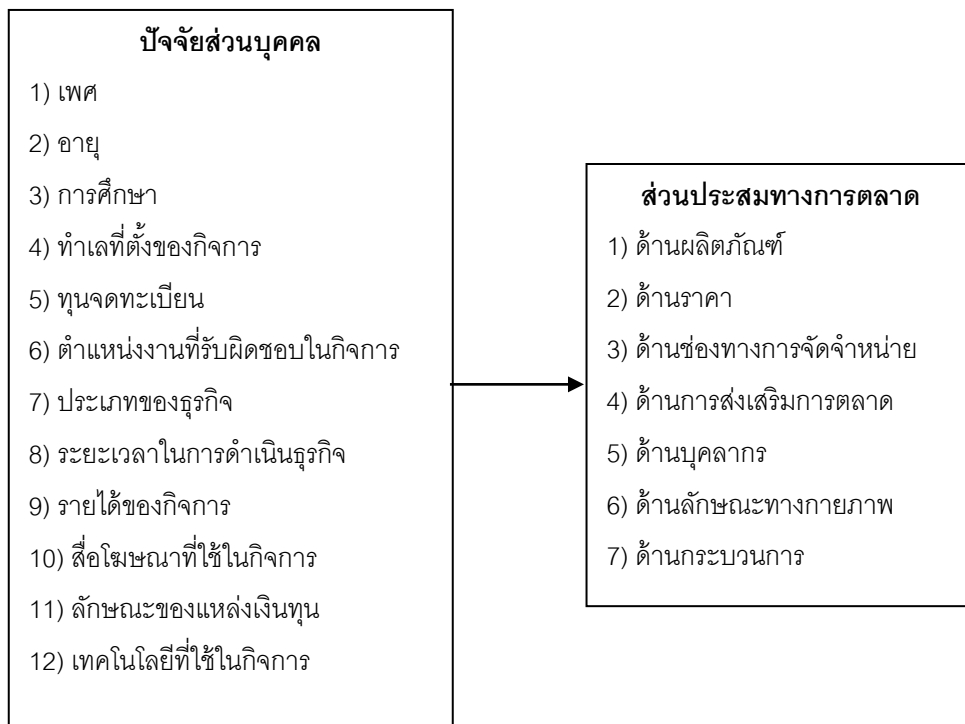 ปัจจัยส่วนบุคคล
1) เพศ
2) อายุ
3) การศึกษา
4) ทำเลที่ตั้งของกิจการ
5) ทุนจดทะเบียน
6) ตำแหน่งงานที่รับผิดชอบในกิจการ
7) ประเภทของธุรกิจ
8) ระยะเวลาในการดำเนินธุรกิจ
9) รายได้ของกิจการ
10) สื่อโฆษณาที่ใช้ในกิจการ
11) ลักษณะของแหล่งเงินทุน
12) เทคโนโลยีที่ใช้ในกิจการ
ส่วนประสมทางการตลาด
1) ด้านผลิตภัณฑ์
2) ด้านราคา
3) ด้านช่องทางการจัดจำหน่าย
4) ด้านการส่งเสริมการตลาด
5) ด้านบุคลากร
6) ด้านลักษณะทางกายภาพ
7) ด้านกระบวนการ